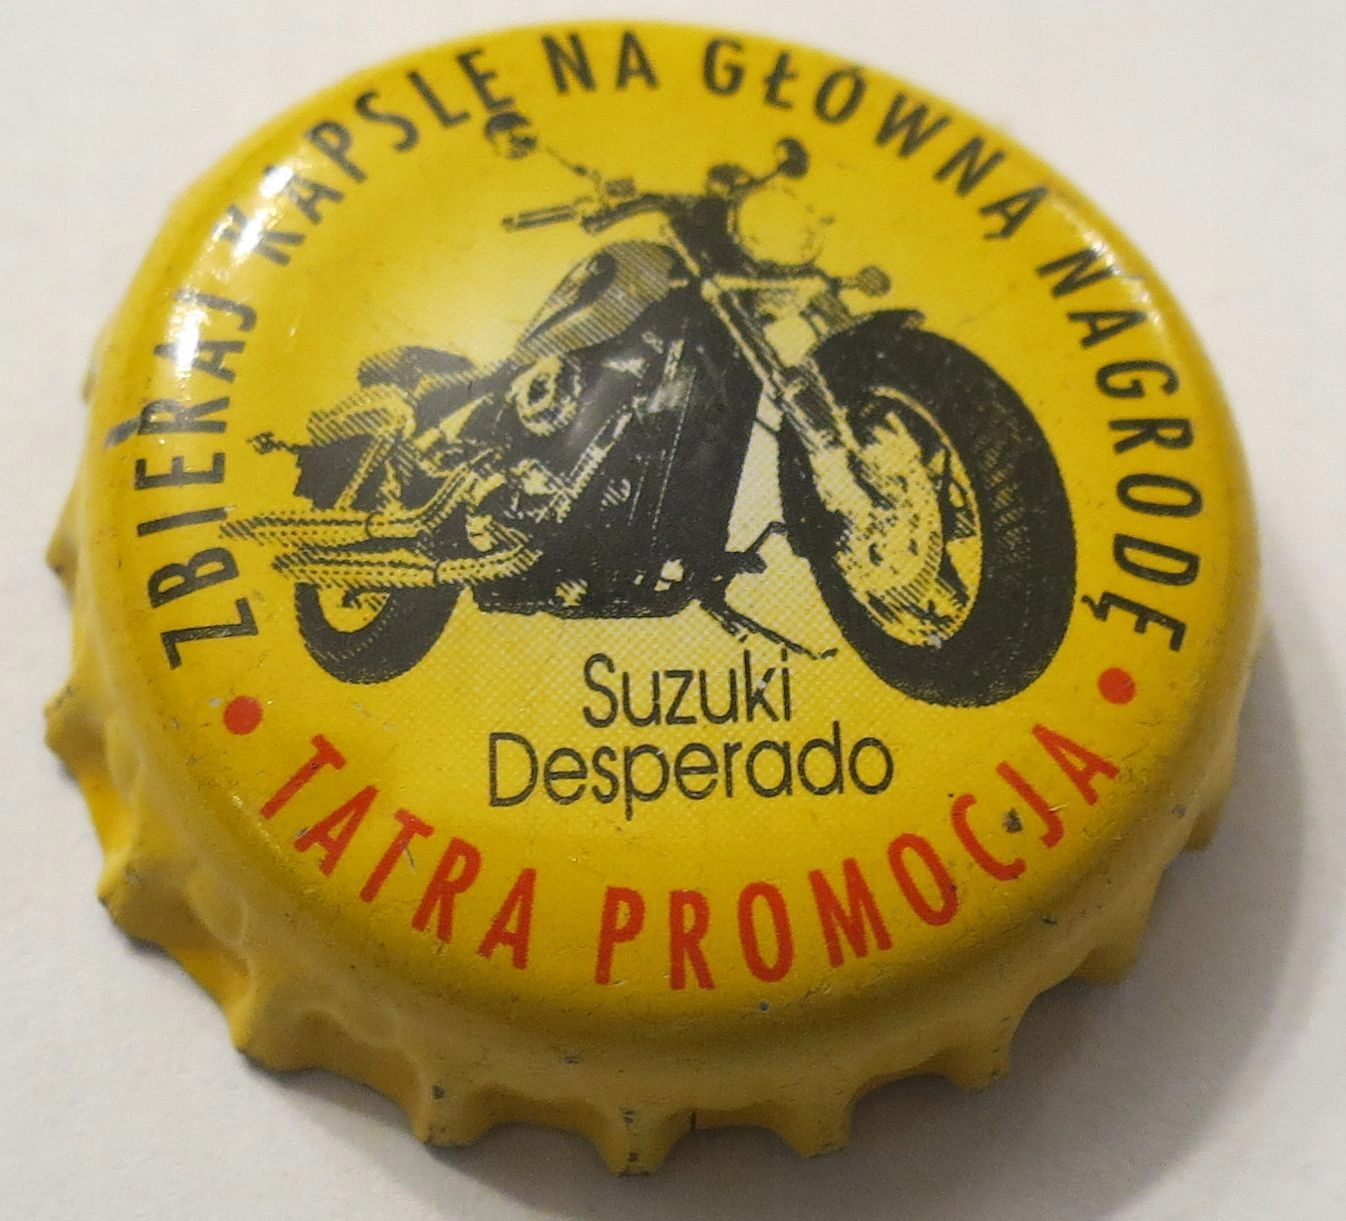 ZBIERAJ KAPSLE NA GŁÓWNĄ NAGRODĘ
Suzuki
Desperado
• TATRA PROMOCJA •